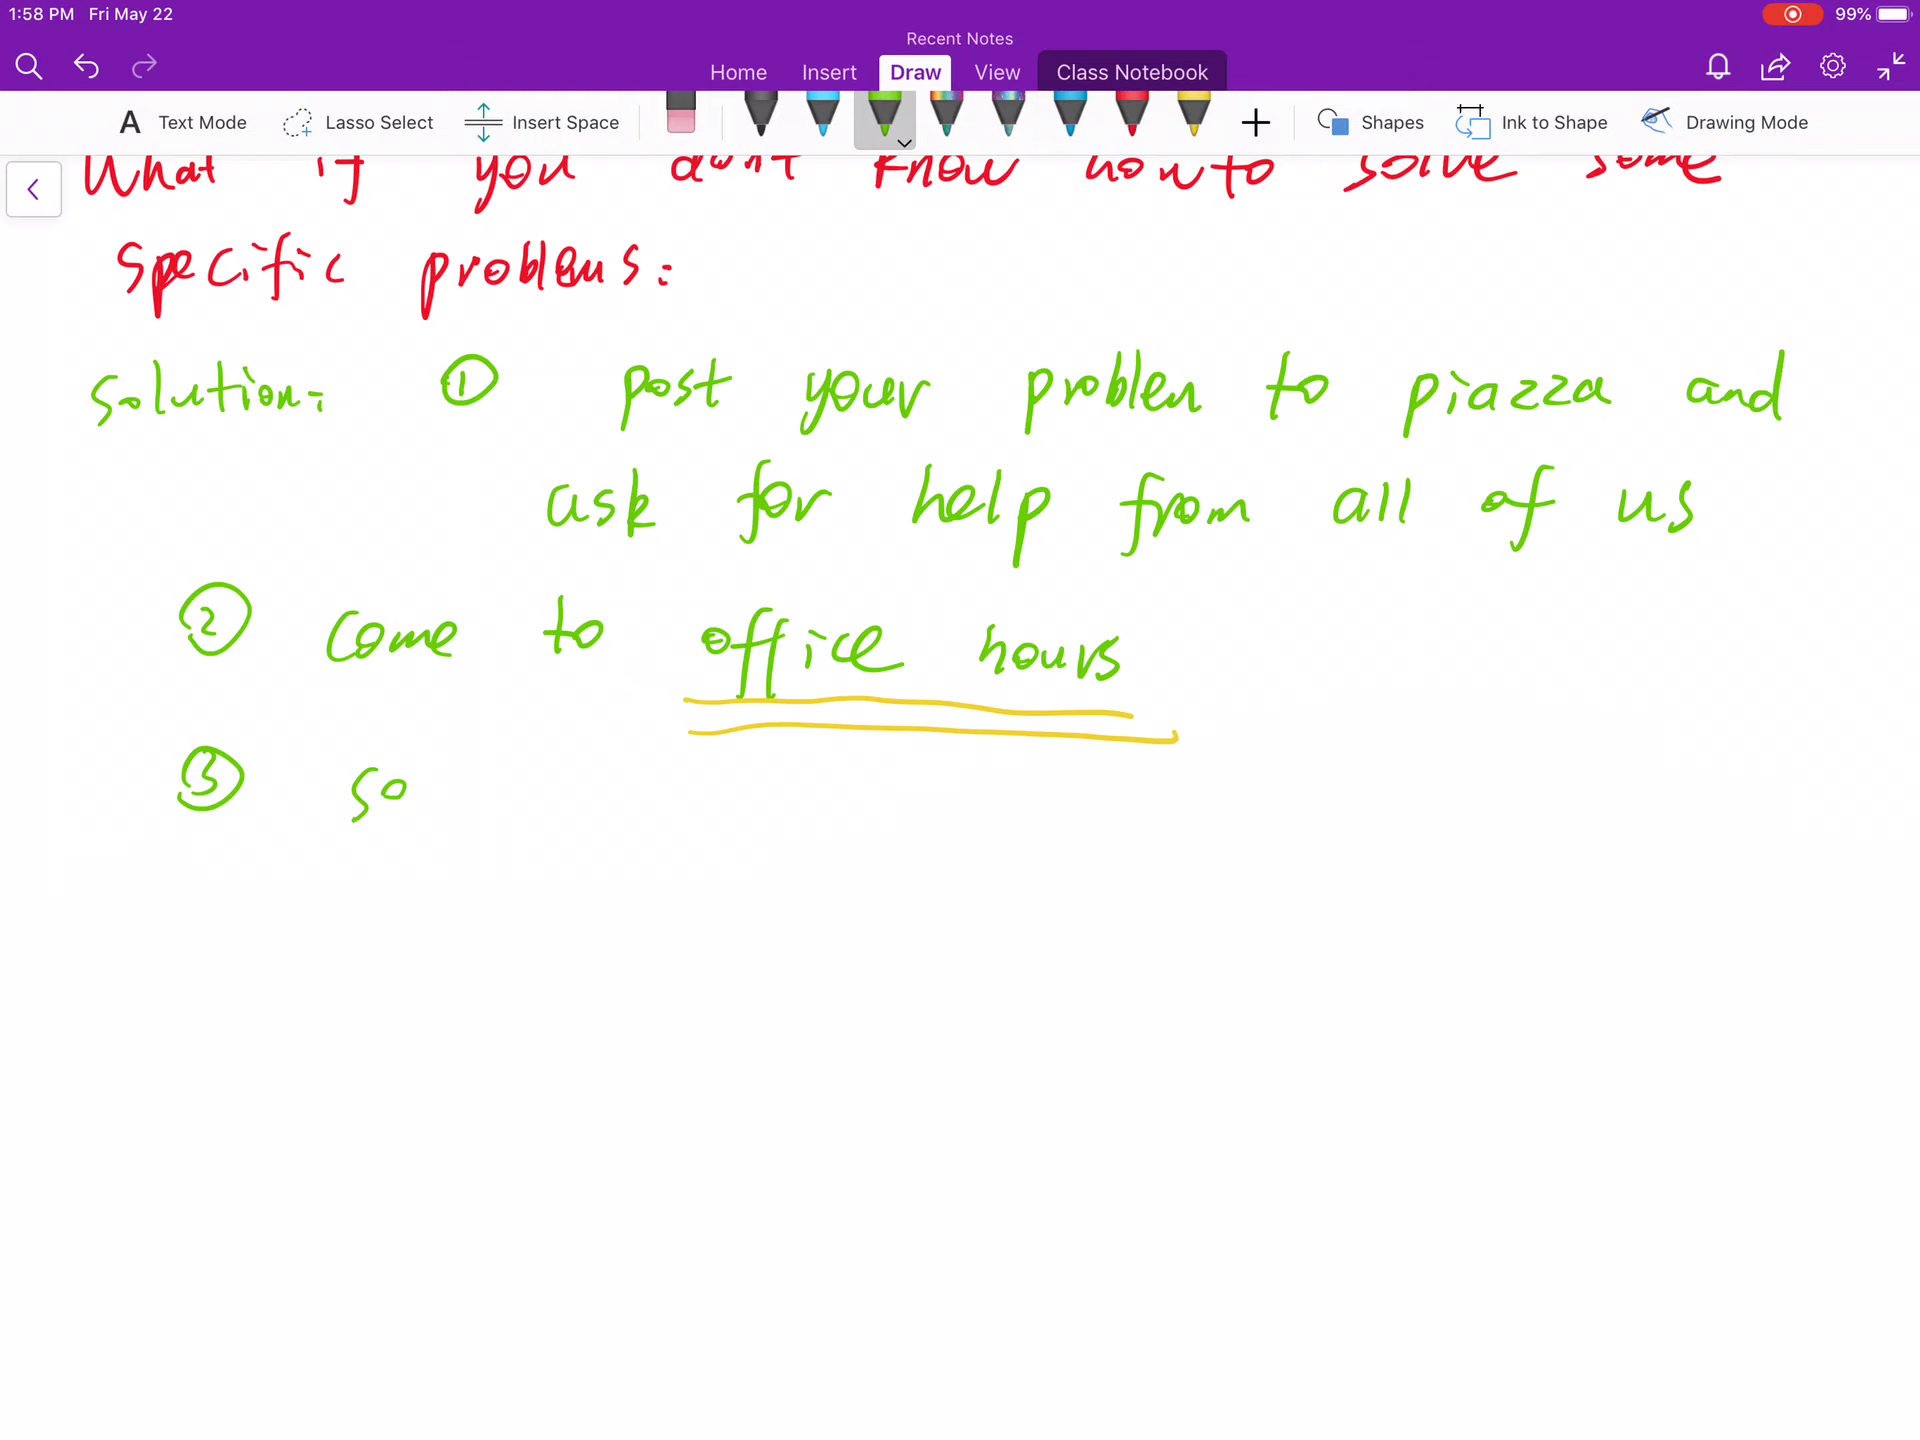 1:58 PM Fri May 22 99%
Recent Notes
Home Insert Draw View Class Notebook
A Text Mode Lasso Select Insert Space Shapes Ink to Shape Drawing Mode
What if you don't know how to solve some
specific problems:
Solution: ① post your problem to piazza and
ask for help from all of us
② Come to office hours
③ so